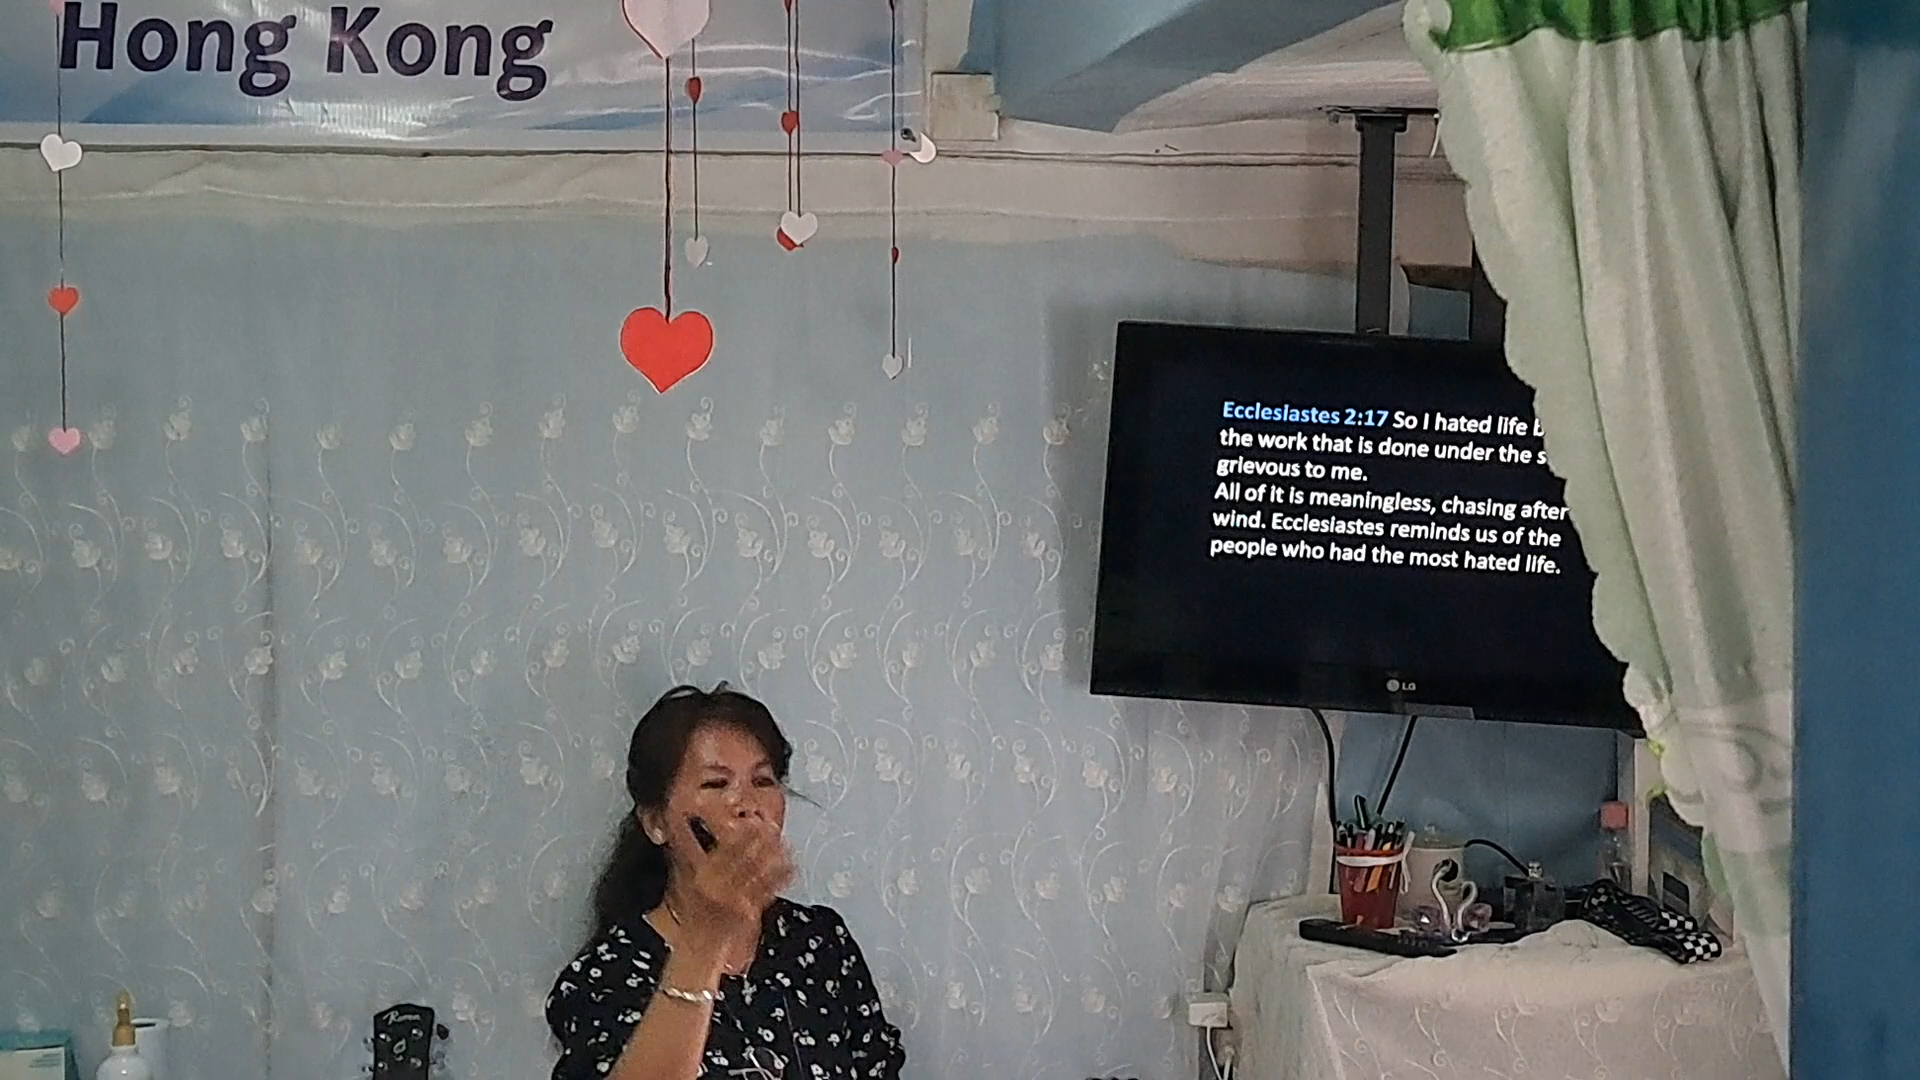 Hong Kong
Ecclesiastes 2:17 So I hated life
the work that is done under the
grievous to me.
All of it is meaningless, chasing after
wind. Ecclesiastes reminds us of the
people who had the most hated life.
LG